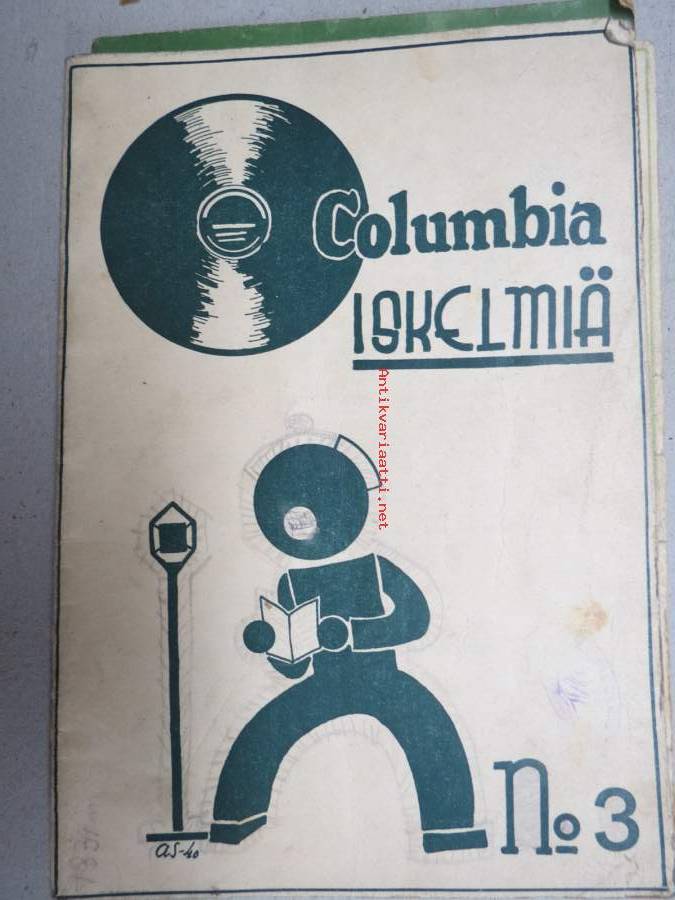 Columbia
ISKELMIÄ
Antikvariaatti.net
No 3
AS-40